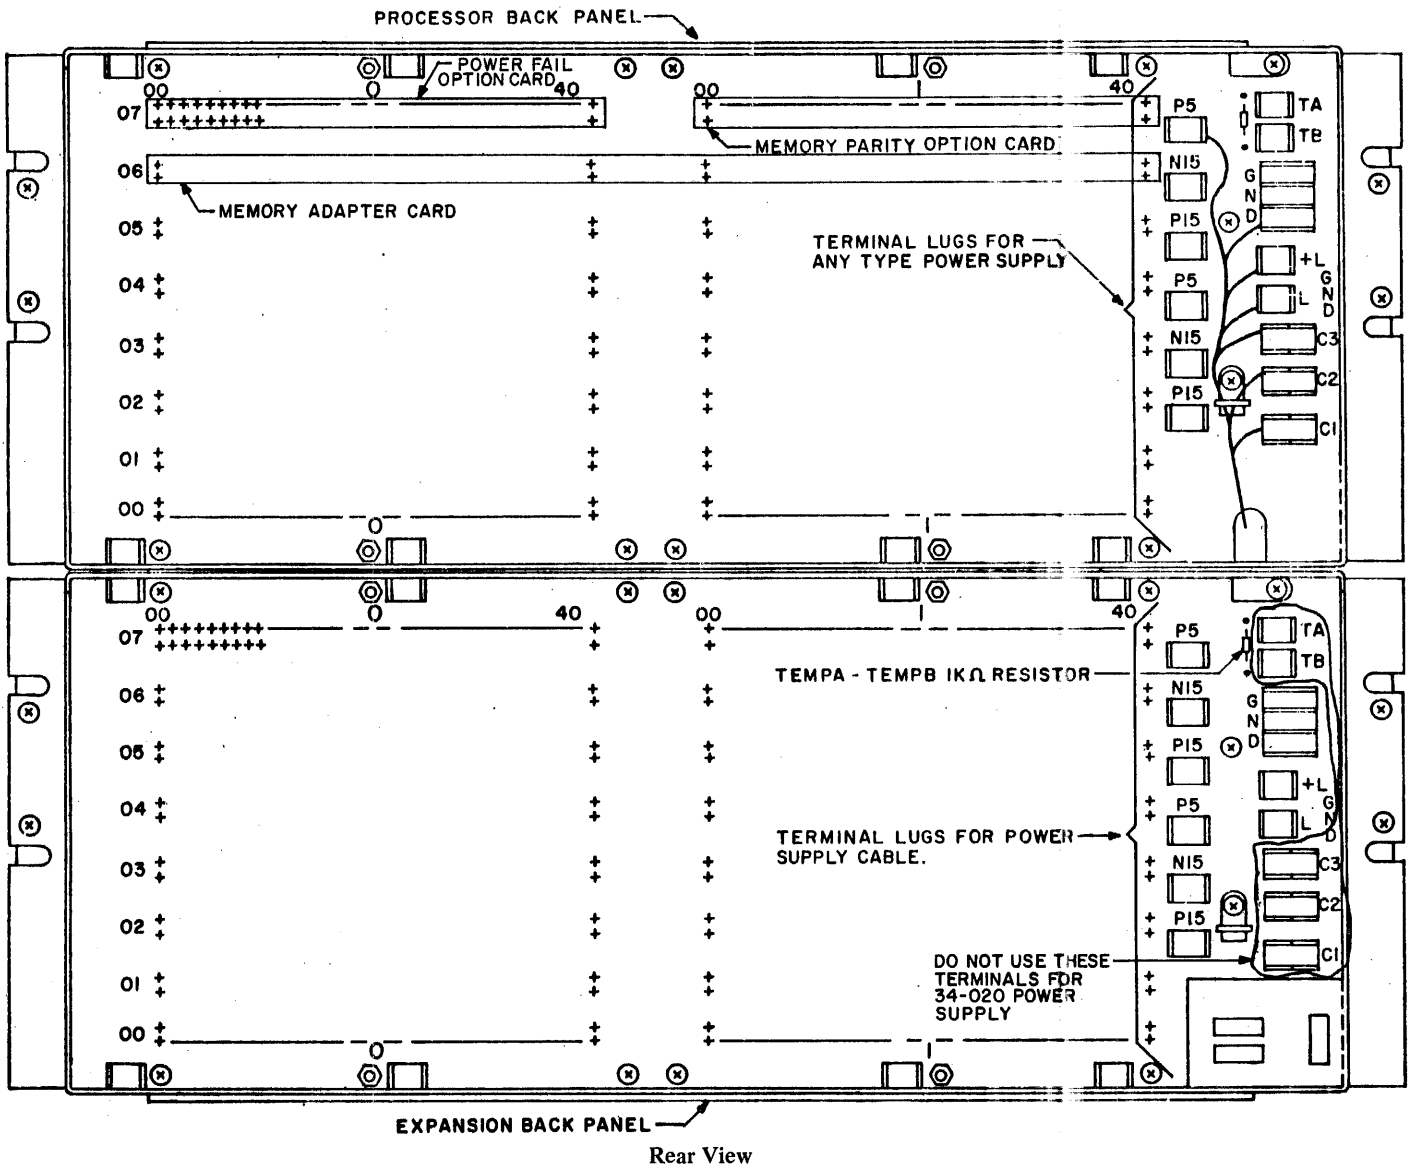 PROCESSOR BACK PANEL
POWER FAIL
OPTION CARD
00 0 40 00 1 40
07
MEMORY PARITY OPTION CARD
06
MEMORY ADAPTER CARD
05
TERMINAL LUGS FOR
ANY TYPE POWER SUPPLY
04
03
02
01
00
0 1
P5
N15
P15
P5
N15
P15
TA
TB
G
N
D
+L
G
N
D
L
C3
C2
C1
00 0 40 00 1 40
07
TEMPA - TEMPB 1KΩ RESISTOR
06
05
04
TERMINAL LUGS FOR POWER
SUPPLY CABLE.
03
02
01
00
0 1
P5
N15
P15
P5
N15
P15
TA
TB
G
N
D
+L
G
N
D
L
C3
C2
C1
DO NOT USE THESE
TERMINALS FOR
34-020 POWER
SUPPLY
EXPANSION BACK PANEL
Rear View